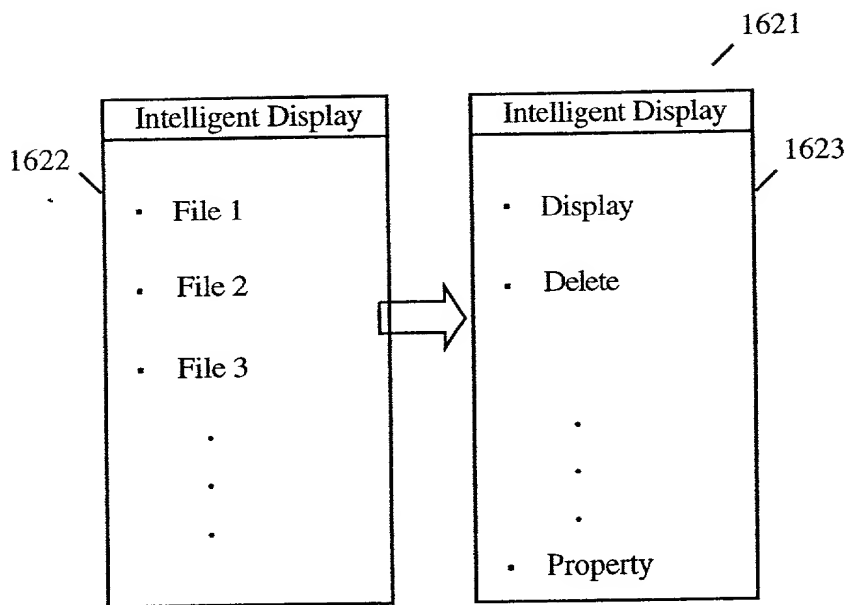 1621
Intelligent Display
1622
· File 1
· File 2
· File 3
.
.
.
Intelligent Display
1623
· Display
· Delete
.
.
.
· Property